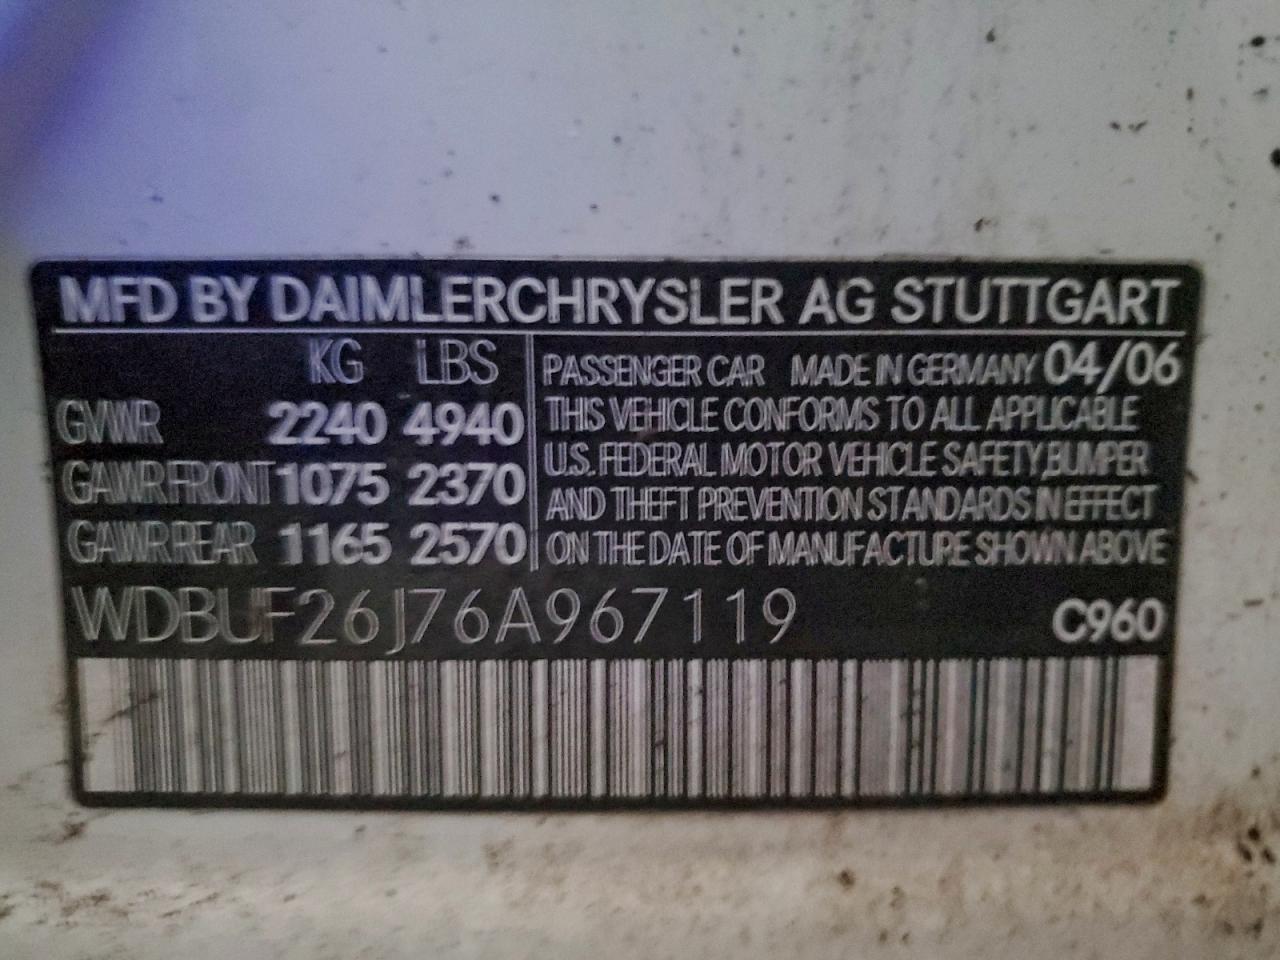 MFD BY DAIMLERCHRYSLER AG STUTTGART
KG LBS
GVWR 2240 4940
GAWR FRONT 1075 2370
GAWR REAR 1165 2570
PASSENGER CAR MADE IN GERMANY 04/06
THIS VEHICLE CONFORMS TO ALL APPLICABLE
U.S. FEDERAL MOTOR VEHICLE SAFETY,BUMPER
AND THEFT PREVENTION STANDARDS IN EFFECT
ON THE DATE OF MANUFACTURE SHOWN ABOVE
WDBUF26J76A967119 C960